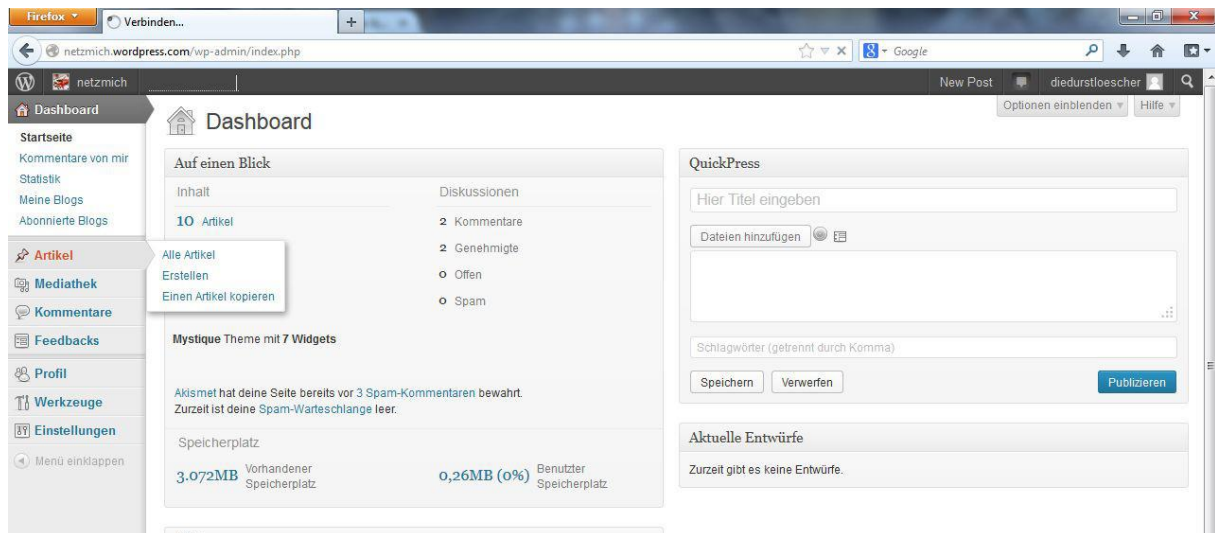 Firefox
Verbinden...
netzmich.wordpress.com/wp-admin/index.php
Google
netzmich
New Post
diedurstloescher
Dashboard
Startseite
Kommentare von mir
Statistik
Meine Blogs
Abonnierte Blogs
Artikel
Alle Artikel
Erstellen
Einen Artikel kopieren
Mediathek
Kommentare
Feedbacks
Profil
Werkzeuge
Einstellungen
Menü einklappen
Optionen einblenden
Hilfe
Dashboard
Auf einen Blick
Inhalt
Diskussionen
10 Artikel
2 Kommentare
2 Genehmigte
0 Offen
0 Spam
Mystique Theme mit 7 Widgets
Akismet hat deine Seite bereits vor 3 Spam-Kommentaren bewahrt.
Zurzeit ist deine Spam-Warteschlange leer.
Speicherplatz
3.072MB Vorhandener
Speicherplatz
0,26MB (0%) Benutzter
Speicherplatz
QuickPress
Hier Titel eingeben
Dateien hinzufügen
Schlagwörter (getrennt durch Komma)
Speichern
Verwerfen
Publizieren
Aktuelle Entwürfe
Zurzeit gibt es keine Entwürfe.